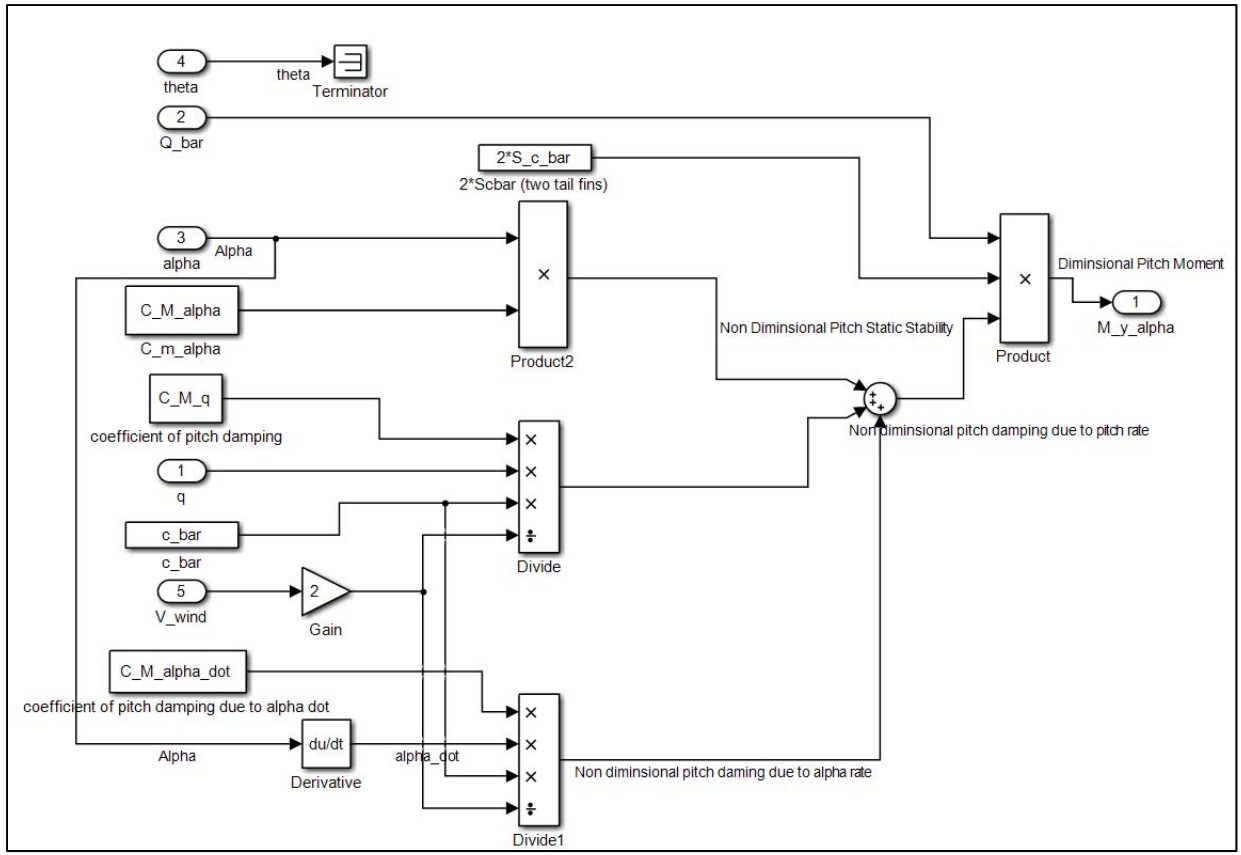 4
theta
theta
Terminator
2
Q_bar
2*S_c_bar
2*Scbar (two tail fins)
3
alpha
Alpha
×
Product2
C_M_alpha
C_m_alpha
Non Diminsional Pitch Static Stability
×
Product
Diminsional Pitch Moment
1
M_y_alpha
C_M_q
coefficient of pitch damping
+
+
+
Non diminsional pitch damping due to pitch rate
1
q
c_bar
c_bar
×
×
×
÷
Divide
5
V_wind
2
Gain
C_M_alpha_dot
coefficient of pitch damping due to alpha dot
Alpha
du/dt
Derivative
alpha_dot
×
×
×
÷
Divide1
Non diminsional pitch daming due to alpha rate